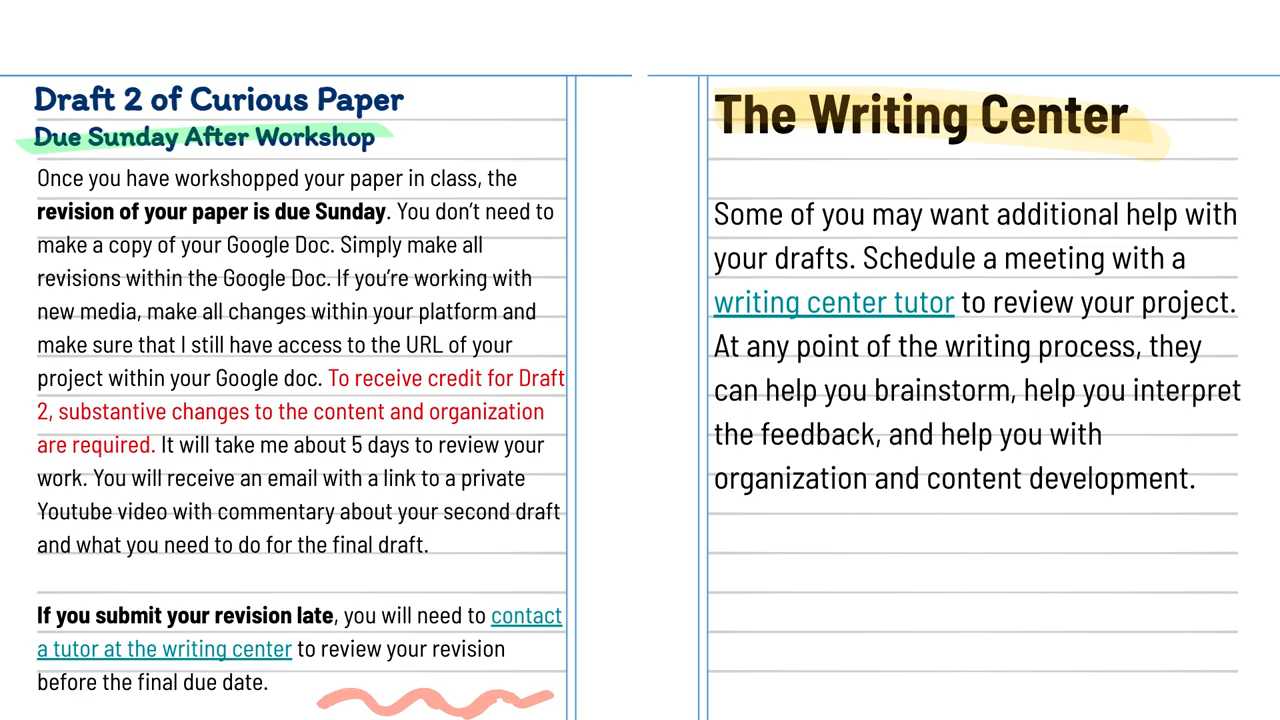 Draft 2 of Curious Paper
Due Sunday After Workshop
Once you have workshopped your paper in class, the
revision of your paper is due Sunday. You don’t need to
make a copy of your Google Doc. Simply make all
revisions within the Google Doc. If you’re working with
new media, make all changes within your platform and
make sure that I still have access to the URL of your
project within your Google doc. To receive credit for Draft
2, substantive changes to the content and organization
are required. It will take me about 5 days to review your
work. You will receive an email with a link to a private
Youtube video with commentary about your second draft
and what you need to do for the final draft.
If you submit your revision late, you will need to contact
a tutor at the writing center to review your revision
before the final due date.
The Writing Center
Some of you may want additional help with
your drafts. Schedule a meeting with a
writing center tutor to review your project.
At any point of the writing process, they
can help you brainstorm, help you interpret
the feedback, and help you with
organization and content development.